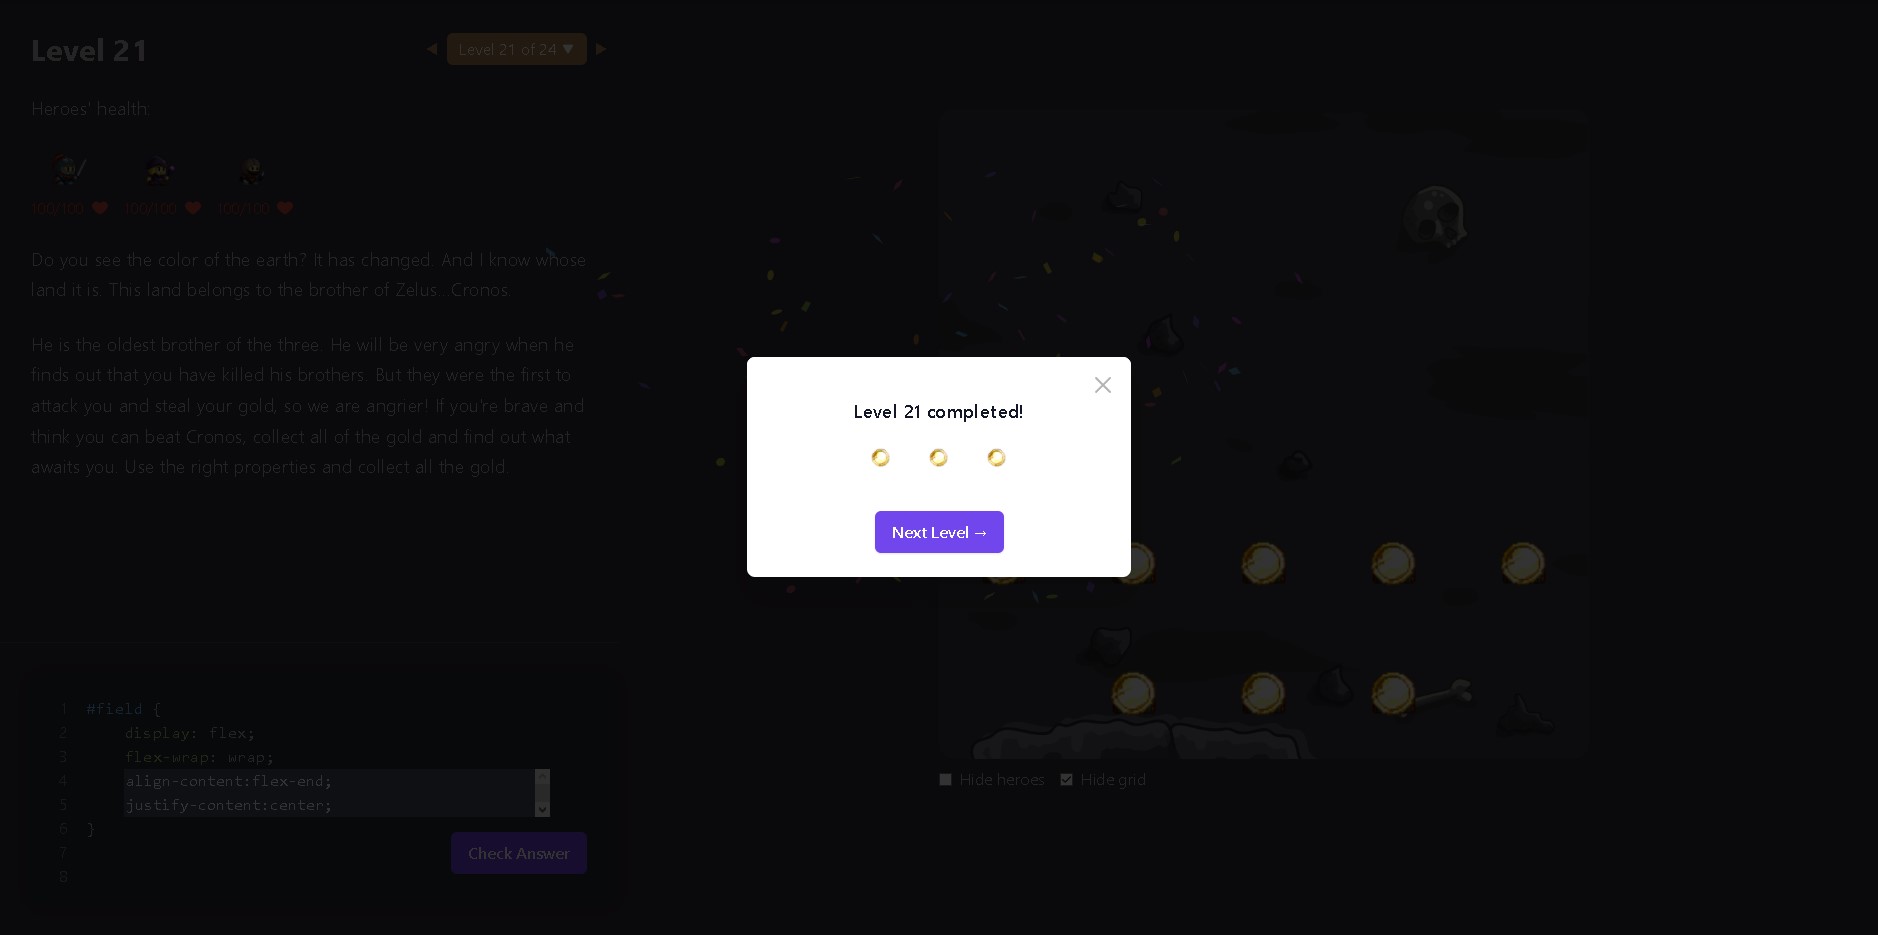 Level 21
Level 21 of 24 ▼
Heroes' health:
100/100 100/100 100/100
Do you see the color of the earth? It has changed. And I know whose
land it is. This land belongs to the brother of Zelus...Cronos.
He is the oldest brother of the three. He will be very angry when he
finds out that you have killed his brothers. But they were the first to
attack you and steal your gold, so we are angrier! If you're brave and
think you can beat Cronos, collect all of the gold and find out what
awaits you. Use the right properties and collect all the gold.
Level 21 completed!
Next Level →
1 #field {
2 display: flex;
3 flex-wrap: wrap;
4 align-content:flex-end;
5 justify-content:center;
6 }
7
8
Check Answer
Hide heroes Hide grid